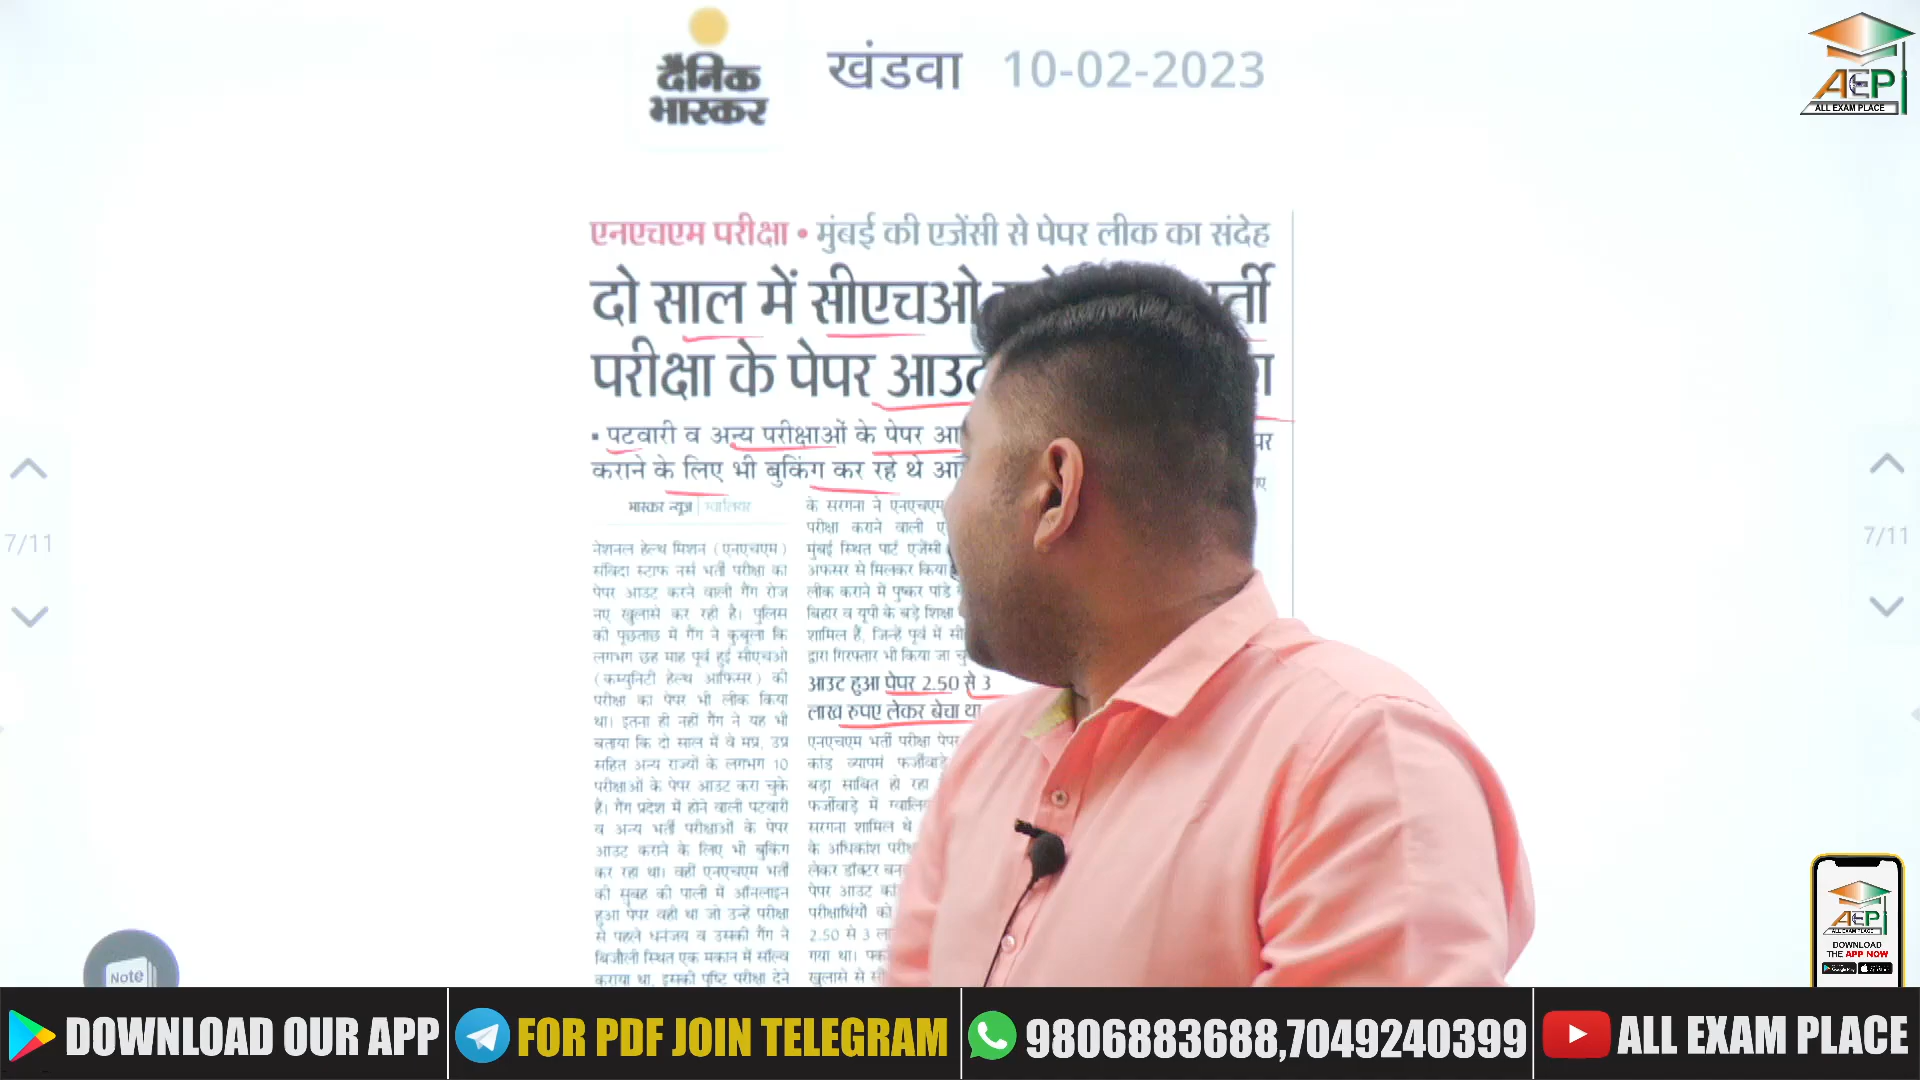 दैनिक
भास्कर
खंडवा 10-02-2023
AEP
ALL EXAM PLACE
एनएचएम परीक्षा • मुंबई की एजेंसी से पेपर लीक का संदेह
दो साल में सीएचओ
परीक्षा के पेपर आउट
▪ पटवारी व अन्य परीक्षाओं के पेपर
कराने के लिए भी बुकिंग कर रहे थे
भास्कर न्यूज | ग्वालियर
नेशनल हेल्थ मिशन (एनएचएम)
संविदा स्टाफ नर्स भर्ती परीक्षा का
पेपर आउट करने वाली गैंग रोज
नए खुलासे कर रही है। पुलिस
की पूछताछ में गैंग ने कुबूला कि
लगभग छह माह पूर्व हुई सीएचओ
(कम्युनिटी हेल्थ ऑफिसर) की
परीक्षा का पेपर भी लीक किया
था। इतना ही नहीं गैंग ने यह भी
बताया कि दो साल में वे मप्र, उप्र
सहित अन्य राज्यों के लगभग 10
परीक्षाओं के पेपर आउट करा चुके
है। गैंग प्रदेश में होने वाली पटवारी
व अन्य भर्ती परीक्षाओं के पेपर
आउट कराने के लिए भी बुकिंग
कर रहा था। वहीं एनएचएम भर्ती
की सुबह की पाली में ऑनलाइन
हुआ पेपर वही था जो उन्हें परीक्षा
से पहले धनंजय व उसकी गैंग ने
बिजौली स्थित एक मकान में सॉल्व
कराया था, इसकी पुष्टि परीक्षा देने
के सरगना ने एनएचएम
परीक्षा कराने वाली
मुंबई स्थित पार्ट एजेंसी
अफसर से मिलकर किया
लीक कराने में पुष्कर पांडे
बिहार व यूपी के बड़े शिक्षा
शामिल हैं, जिन्हें पूर्व में
द्वारा गिरफ्तार भी किया जा
आउट हुआ पेपर 2.50 से 3
लाख रुपए लेकर बेचा था
एनएचएम भर्ती परीक्षा पेपर
कांड व्यापमं फर्जीवाड़े
बड़ा साबित हो रहा
फर्जीवाड़े में
सरगना शामिल थे
के अधिकांश
लेकर डॉक्टर
पेपर आउट
परीक्षार्थियों को
2.50 से 3
गया था।
खुलासे से
7/11
7/11
Note
AEP
ALL EXAM PLACE
DOWNLOAD
THE APP NOW
DOWNLOAD OUR APP
FOR PDF JOIN TELEGRAM
9806883688,7049240399
ALL EXAM PLACE